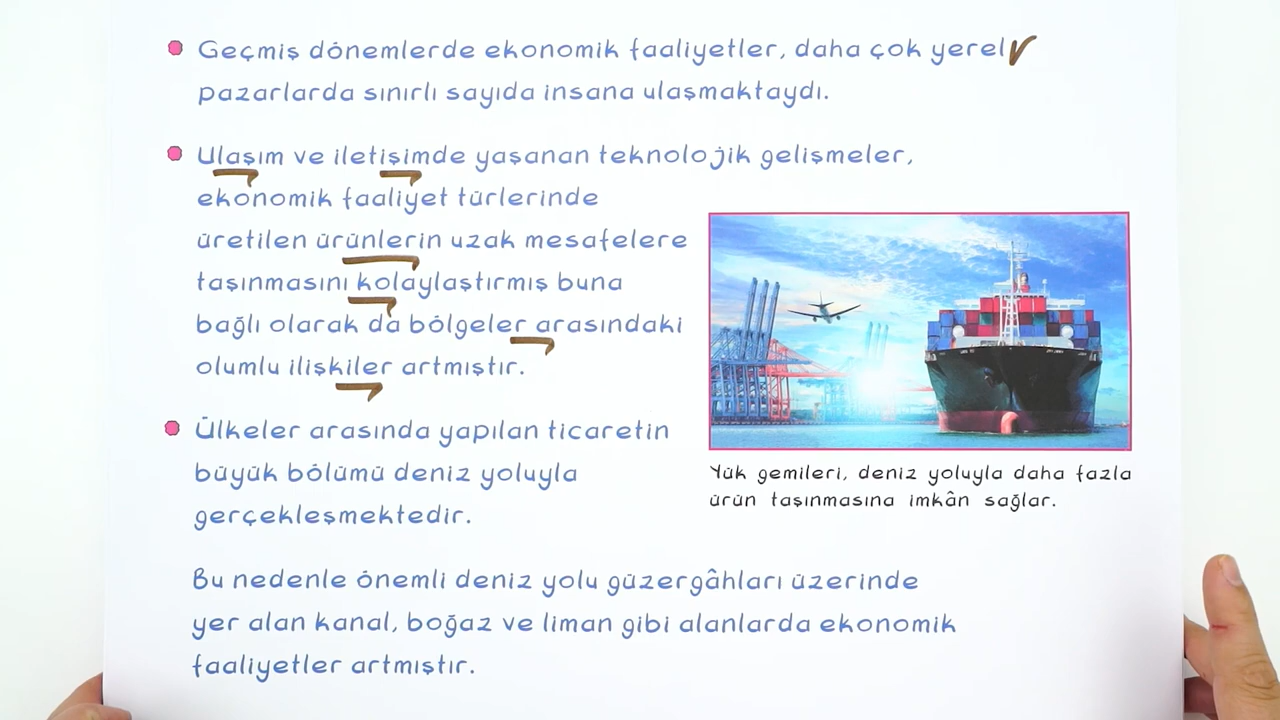 Geçmiş dönemlerde ekonomik faaliyetler, daha çok yerel
pazarlarda sınırlı sayıda insana ulaşmaktaydı.
Ulaşım ve iletişimde yaşanan teknolojik gelişmeler,
ekonomik faaliyet türlerinde
üretilen ürünlerin uzak mesafelere
taşınmasını kolaylaştırmış buna
bağlı olarak da bölgeler arasındaki
olumlu ilişkiler artmıştır.
Ülkeler arasında yapılan ticaretin
büyük bölümü deniz yoluyla
gerçekleşmektedir.
Yük gemileri, deniz yoluyla daha fazla
ürün taşınmasına imkân sağlar.
Bu nedenle önemli deniz yolu güzergâhları üzerinde
yer alan kanal, boğaz ve liman gibi alanlarda ekonomik
faaliyetler artmıştır.